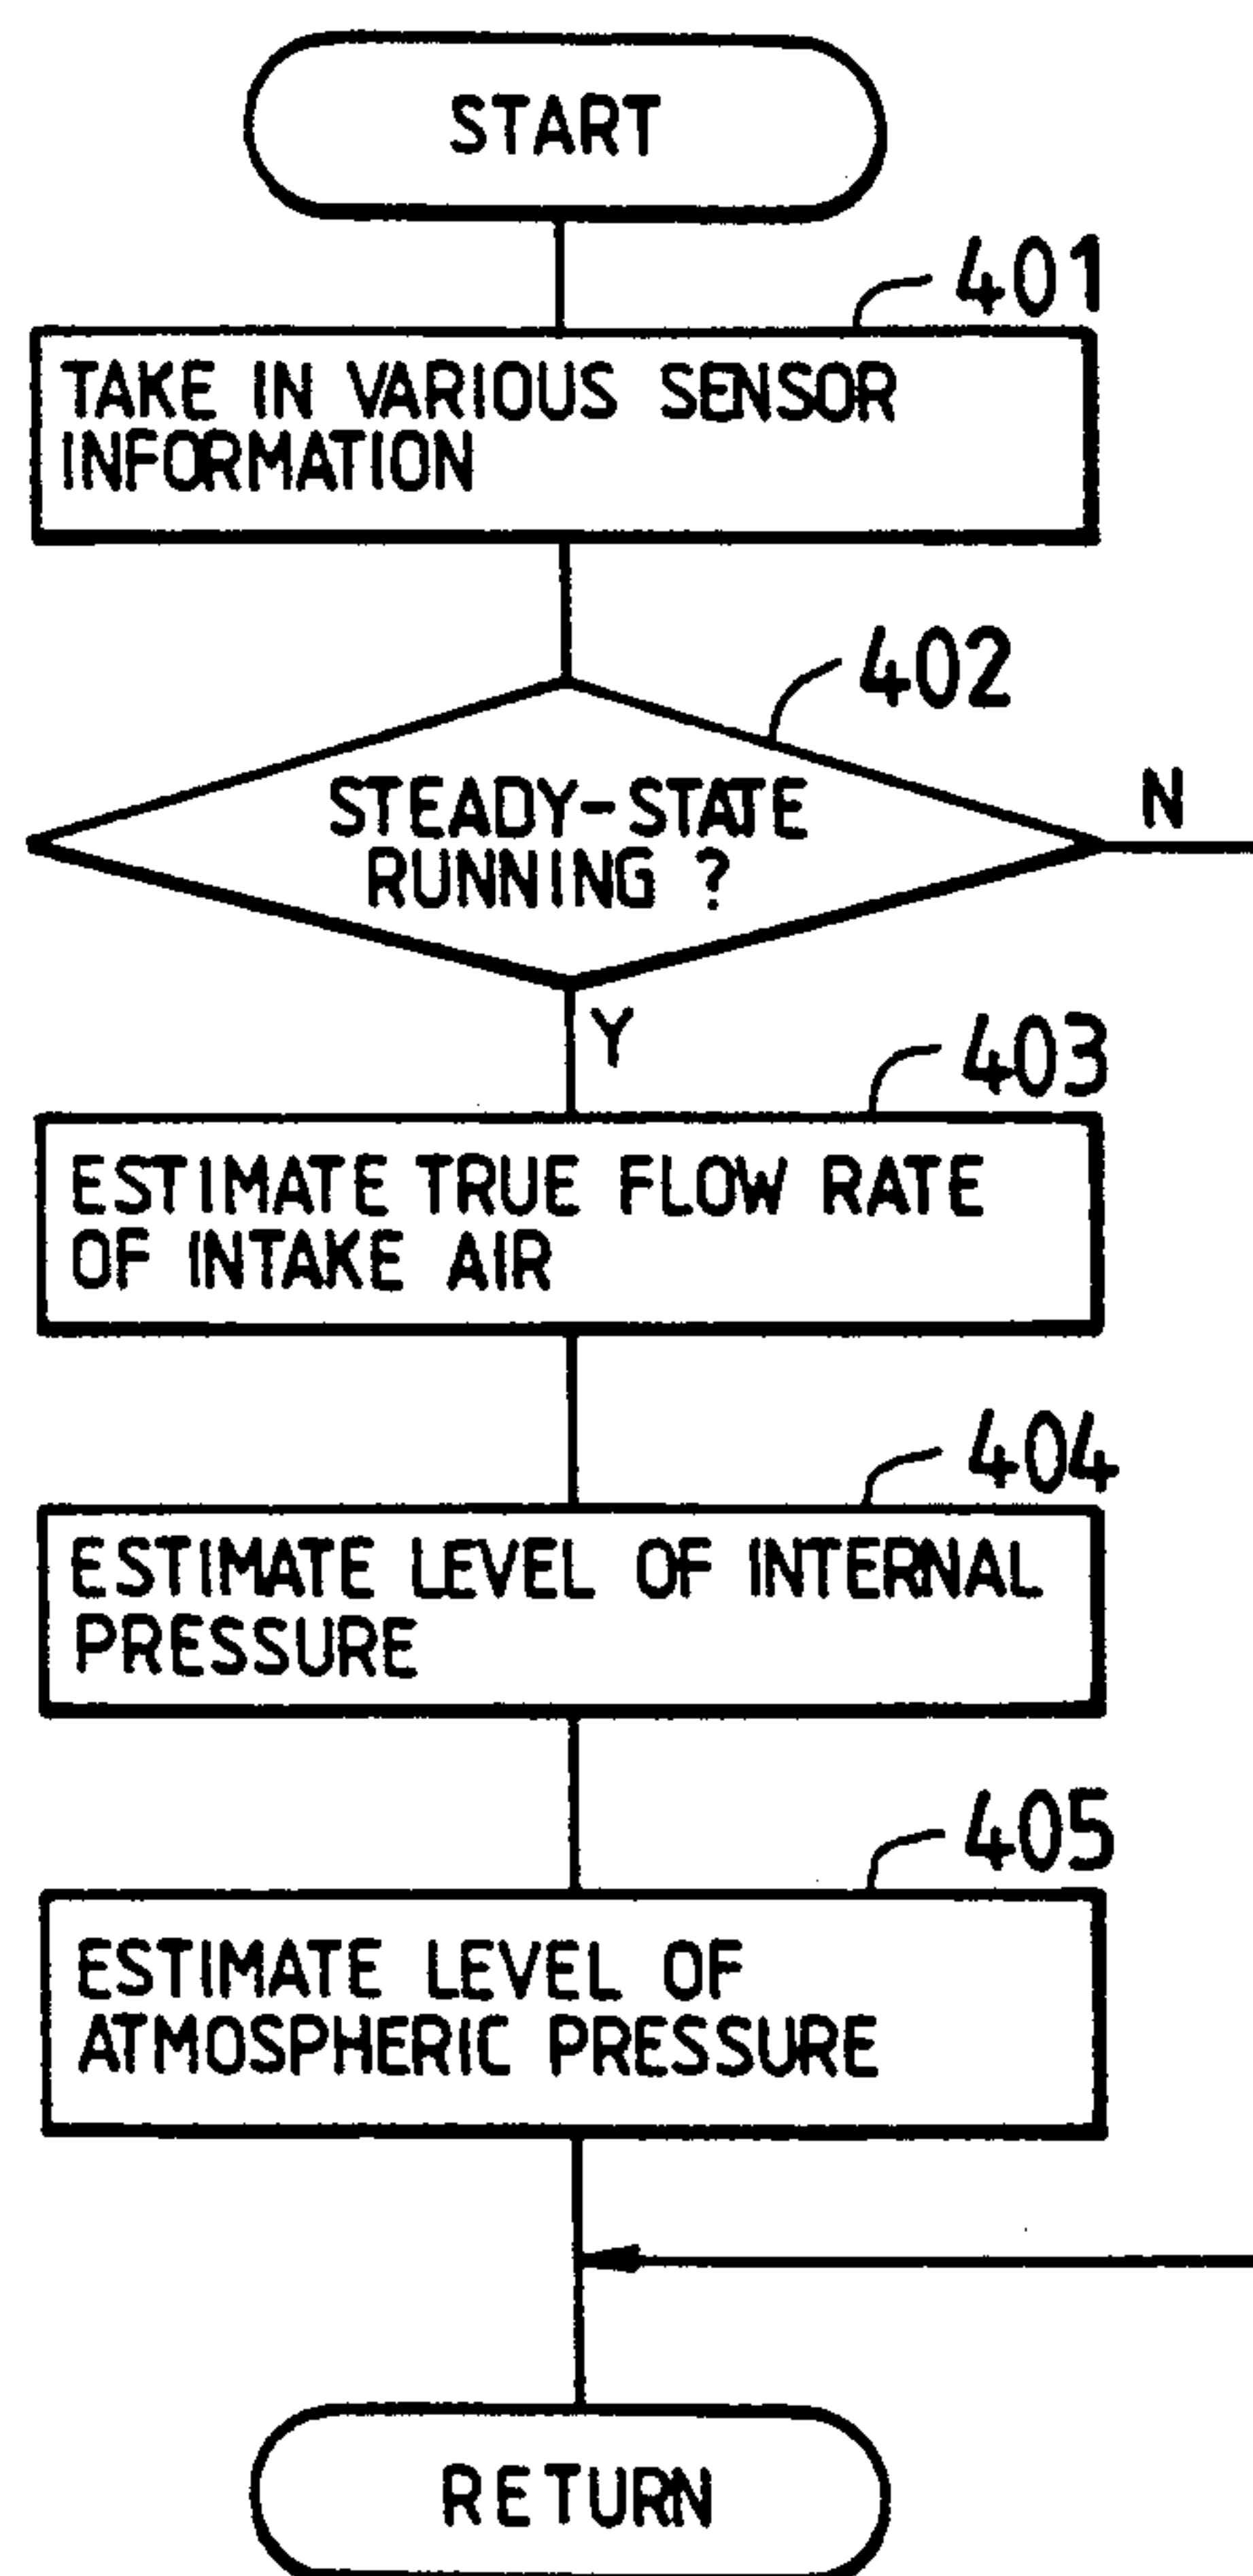 START
401
TAKE IN VARIOUS SENSOR
INFORMATION
402
STEADY-STATE
RUNNING ?
N
Y
403
ESTIMATE TRUE FLOW RATE
OF INTAKE AIR
404
ESTIMATE LEVEL OF INTERNAL
PRESSURE
405
ESTIMATE LEVEL OF
ATMOSPHERIC PRESSURE
RETURN